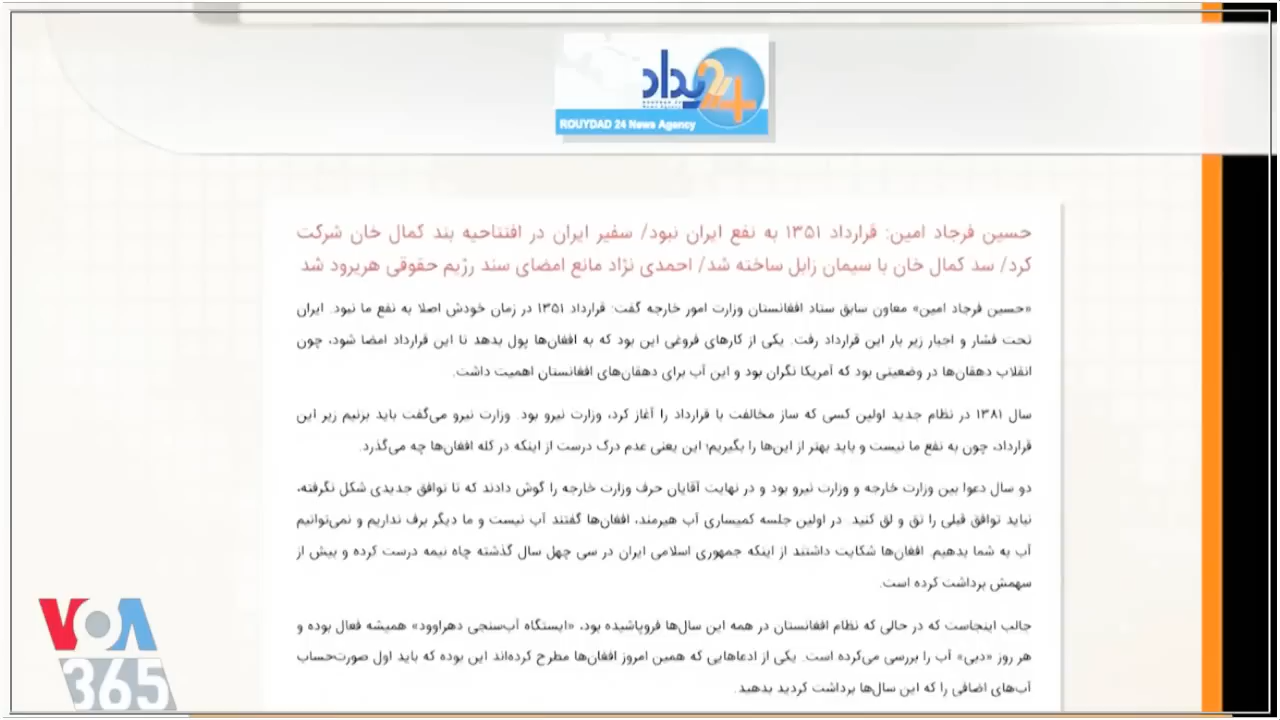 رویداد24
ROUYDAD 24 News Agency
حسین فرجاد امین: قرارداد ۱۳۵۱ به نفع ایران نبود/ سفیر ایران در افتتاحیه بند کمال خان شرکت
کرد/ سد کمال خان با سیمان زابل ساخته شد/ احمدی نژاد مانع امضای سند رژیم حقوقی هریرود شد
«حسین فرجاد امین» معاون سابق ستاد افغانستان وزارت امور خارجه گفت: قرارداد ۱۳۵۱ در زمان خودش اصلا به نفع ما نبود. ایران
تحت فشار و اجبار زیر بار این قرارداد رفت. یکی از کارهای فروغی این بود که به افغان‌ها پول بدهد تا این قرارداد امضا شود، چون
انقلاب دهقان‌ها در وضعیتی بود که آمریکا نگران بود و این آب برای دهقان‌های افغانستان اهمیت داشت.
سال ۱۳۸۱ در نظام جدید اولین کسی که ساز مخالفت با قرارداد را آغاز کرد، وزارت نیرو بود. وزارت نیرو می‌گفت باید بزنیم زیر این
قرارداد، چون به نفع ما نیست و باید بهتر از این‌ها را بگیریم؛ این یعنی عدم درک درست از اینکه در کله افغان‌ها چه می‌گذرد.
دو سال دعوا بین وزارت خارجه و وزارت نیرو بود و در نهایت آقایان حرف وزارت خارجه را گوش دادند که تا توافق جدیدی شکل نگرفته،
نباید توافق قبلی را تق و لق کنید. در اولین جلسه کمیساری آب هیرمند، افغان‌ها گفتند آب نیست و ما دیگر برف نداریم و نمی‌توانیم
آب به شما بدهیم. افغان‌ها شکایت داشتند از اینکه جمهوری اسلامی ایران در سی چهل سال گذشته چاه نیمه درست کرده و بیش از
سهمش برداشت کرده است.
جالب اینجاست که در حالی که نظام افغانستان در همه این سال‌ها فروپاشیده بود، «ایستگاه آب‌سنجی دهراوود» همیشه فعال بوده و
هر روز «دبی» آب را بررسی می‌کرده است. یکی از ادعاهایی که همین امروز افغان‌ها مطرح کرده‌اند این بوده که باید اول صورت‌حساب
آب‌های اضافی را که این سال‌ها برداشت کردید بدهید.
VOA
365